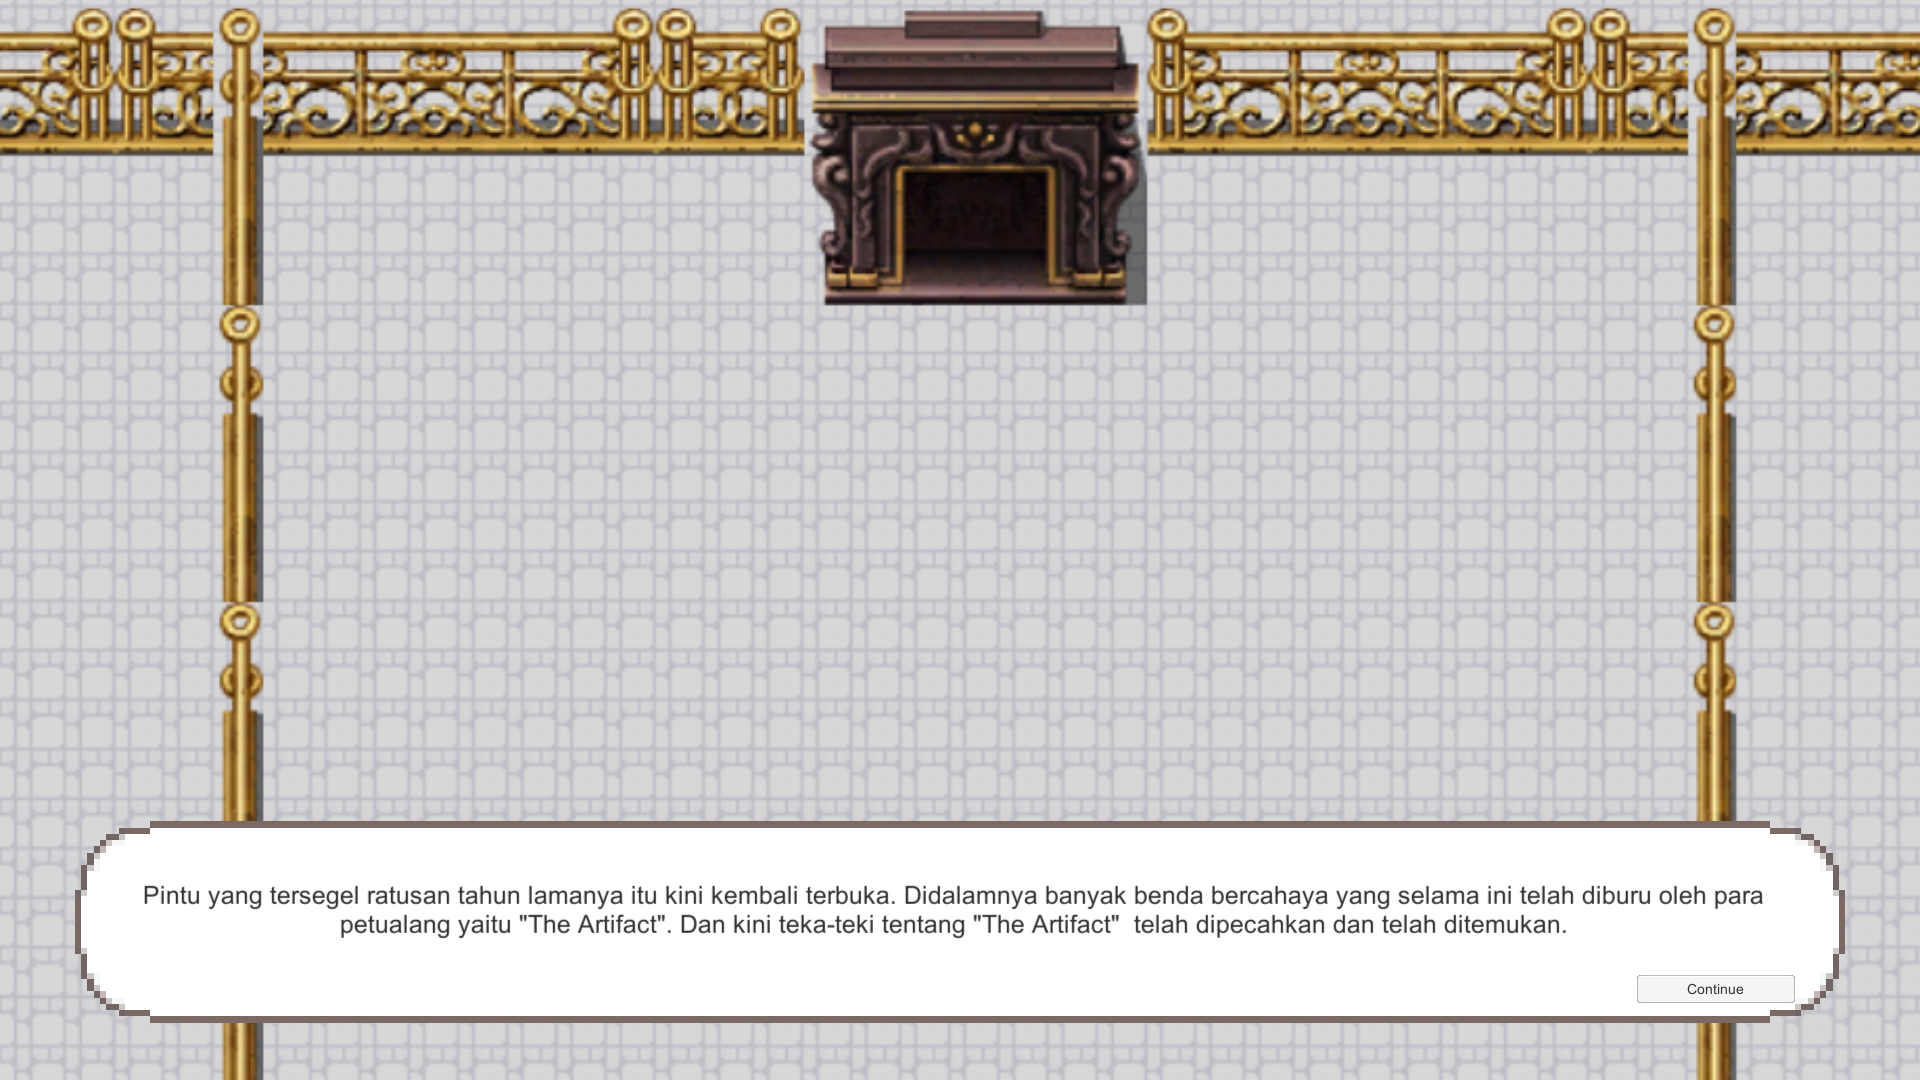 Pintu yang tersegel ratusan tahun lamanya itu kini kembali terbuka. Didalamnya banyak benda bercahaya yang selama ini telah diburu oleh para
petualang yaitu "The Artifact". Dan kini teka-teki tentang "The Artifact"  telah dipecahkan dan telah ditemukan.
Continue